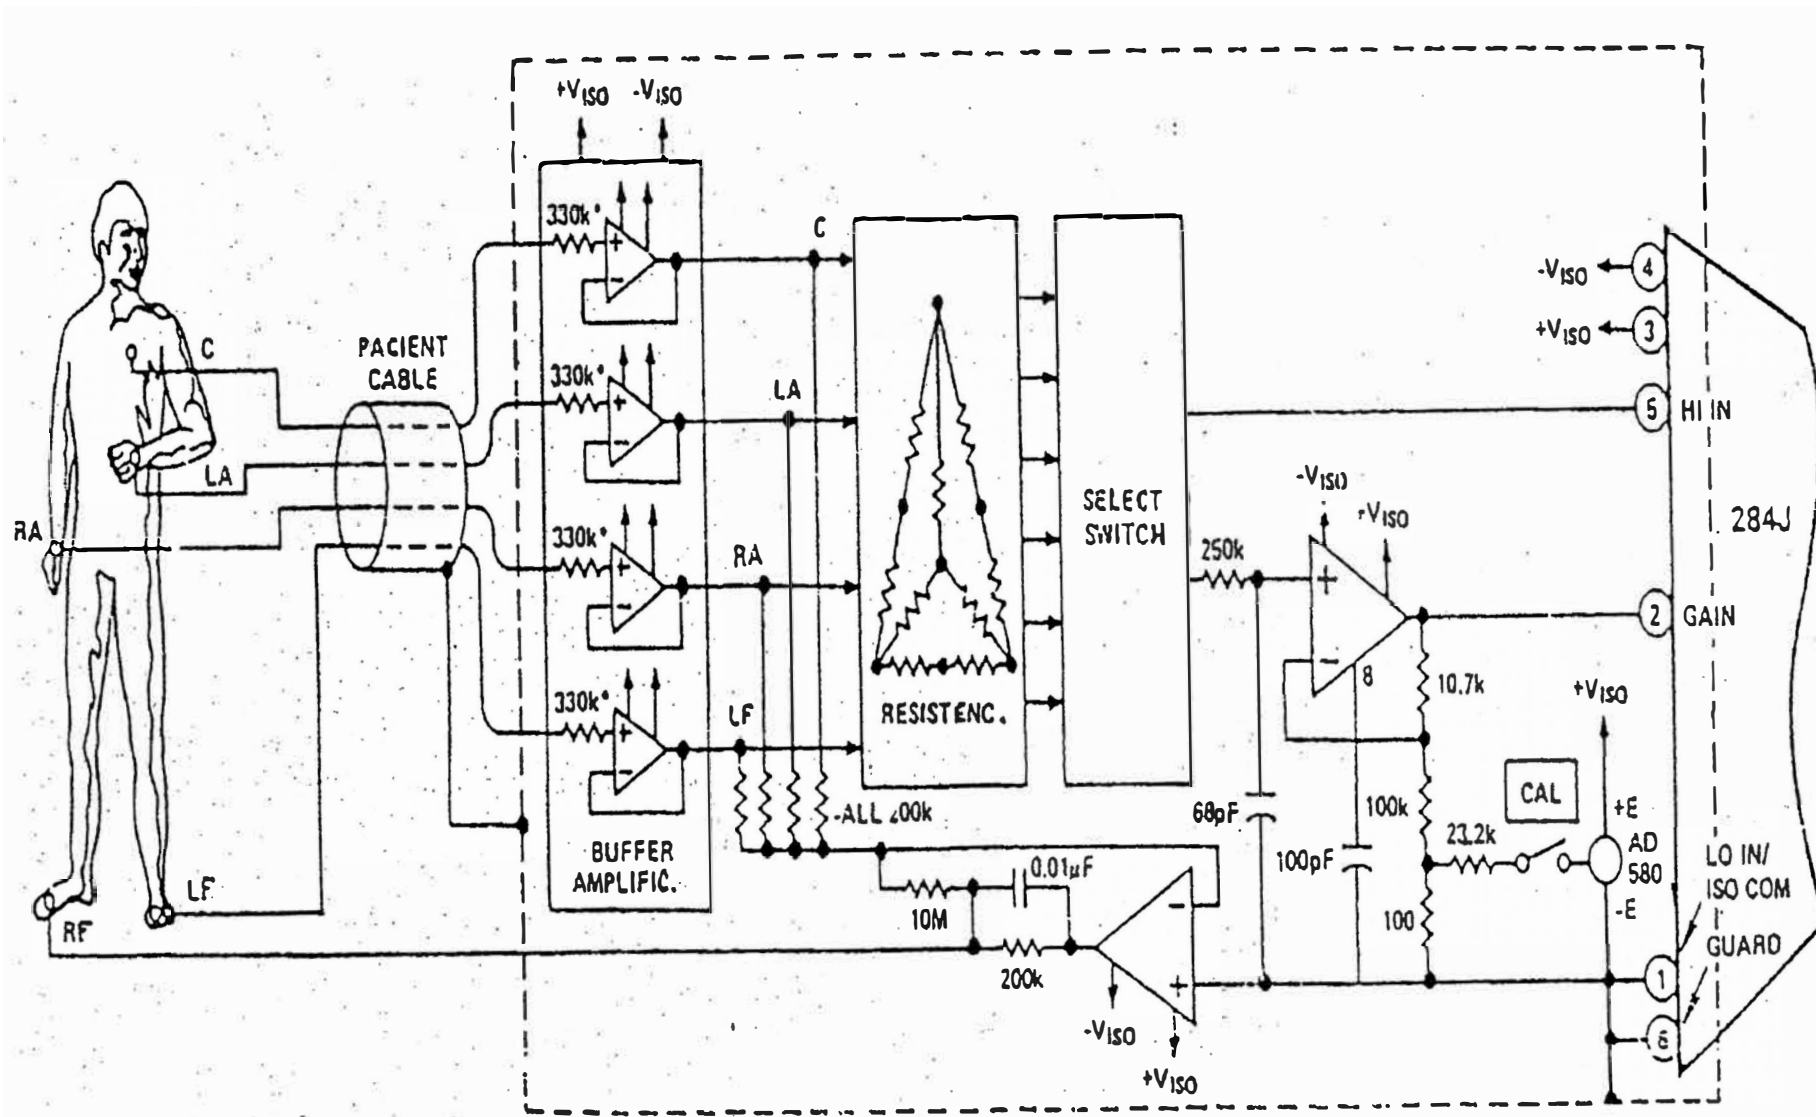 +VISO -VISO
330k*
+
-
C
PACIENT
CABLE
C
330k*
+
-
LA
LA
RA
330k*
+
-
RA
330k*
+
-
LF
BUFFER
AMPLIFIC.
RESISTENC.
SELECT
SWITCH
-VISO
4
+VISO
3
5
HI IN
284J
-VISO
VISO
250k
+
-
8
2
GAIN
10.7k
+VISO
CAL
100k
+E
AD
580
-E
23.2k
68pF
100pF
100
-ALL 200k
0.01µF
10M
200k
-
+
-VISO
+VISO
LO IN/
ISO COM
GUARD
1
6
LF
RF